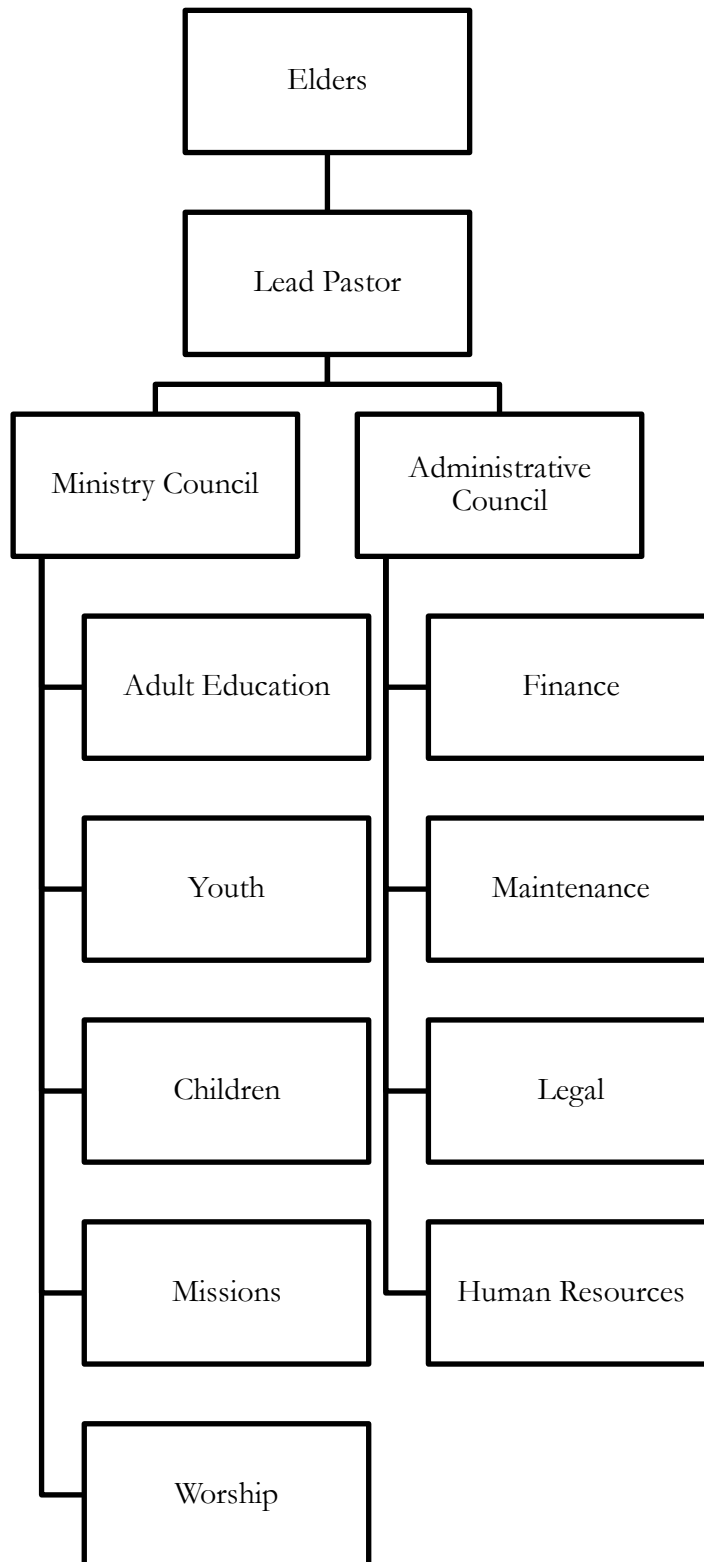 Elders
Lead Pastor
Ministry Council
Administrative
Council
Adult Education
Finance
Youth
Maintenance
Children
Legal
Missions
Human Resources
Worship